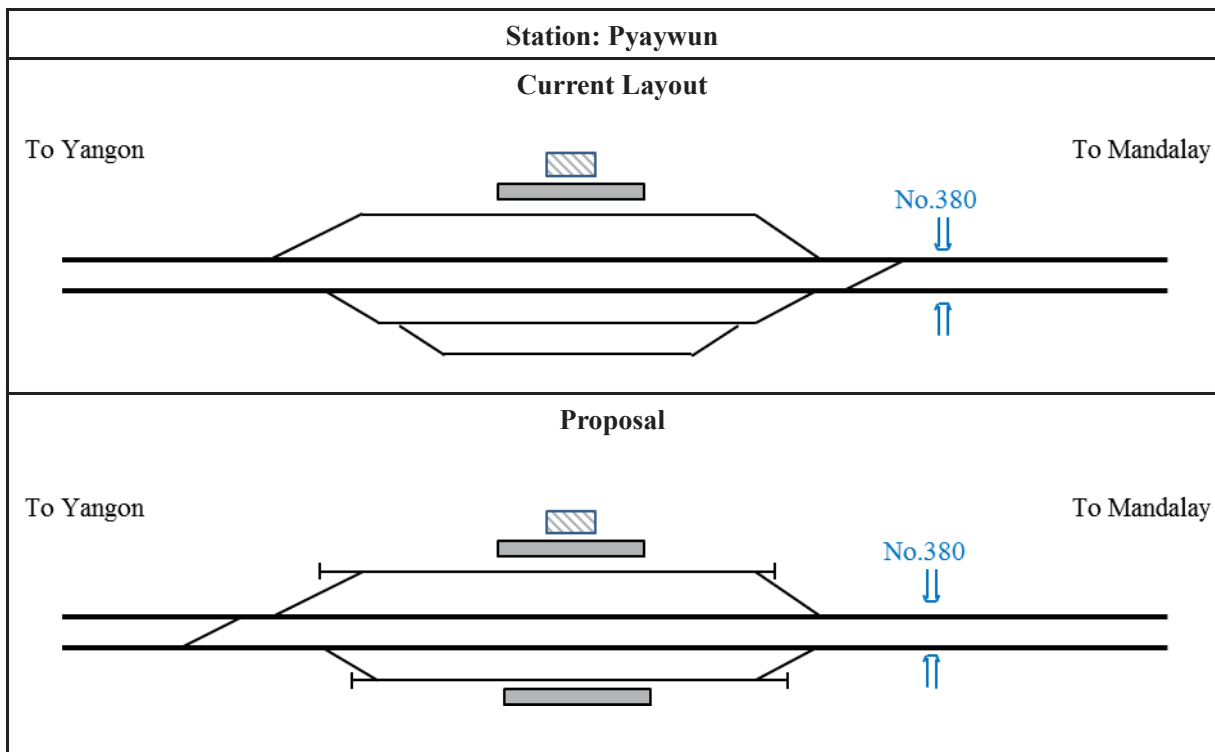 Station: Pyaywun
Current Layout
To Yangon
To Mandalay
No.380
Proposal
To Yangon
To Mandalay
No.380